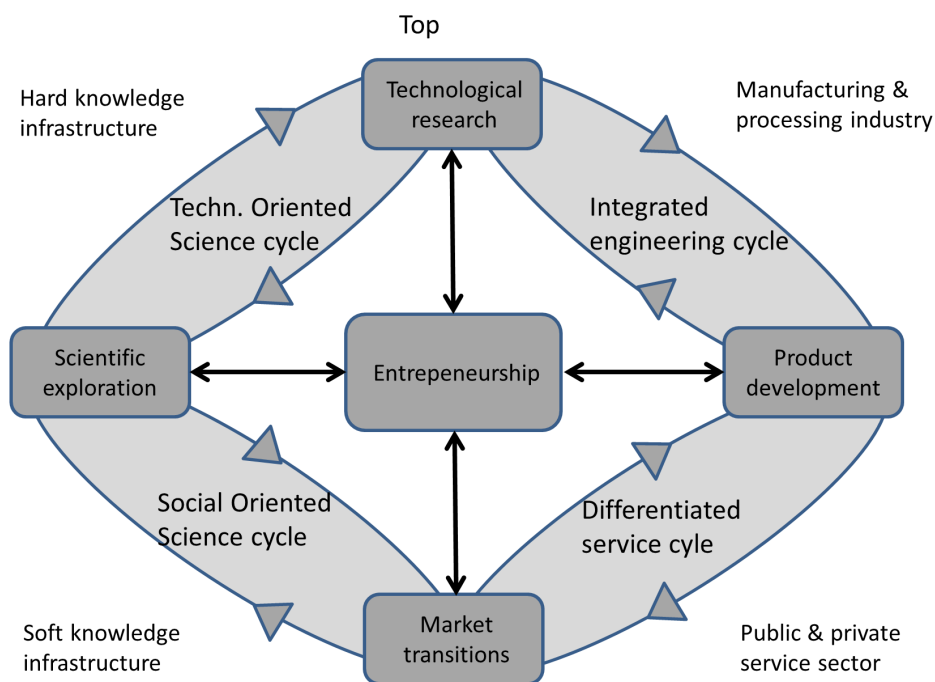 Top
Hard knowledge
infrastructure
Technological
research
Manufacturing &
processing industry
Techn. Oriented
Science cycle
Integrated
engineering cycle
Scientific
exploration
Entrepeneurship
Product
development
Social Oriented
Science cycle
Differentiated
service cyle
Soft knowledge
infrastructure
Market
transitions
Public & private
service sector